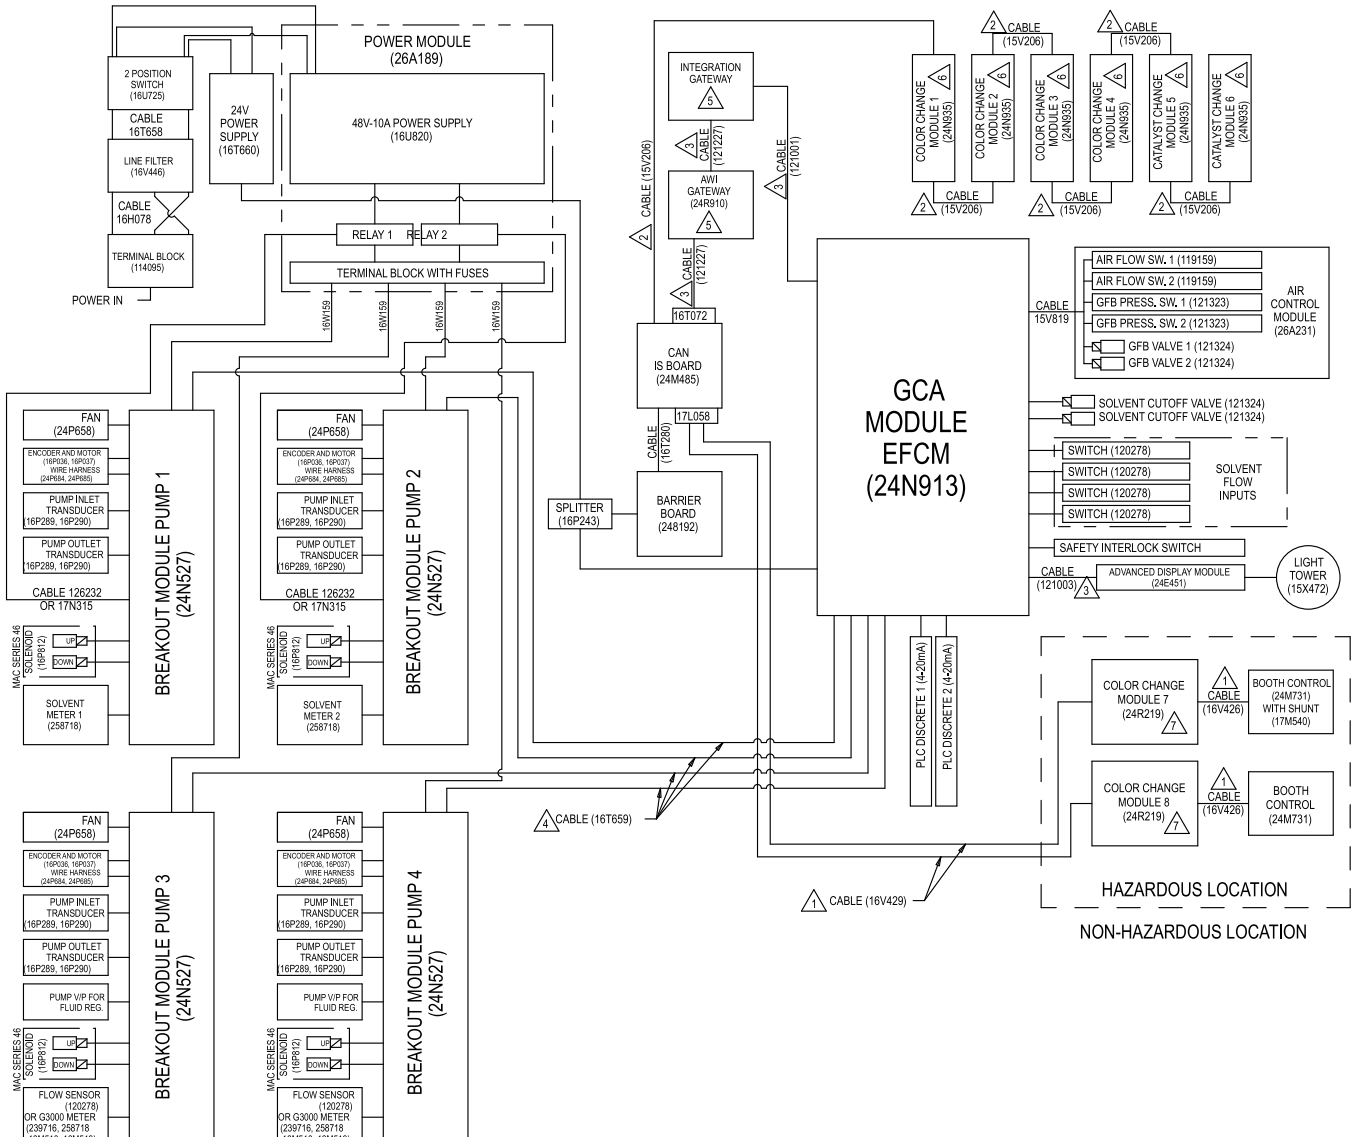 POWER MODULE
(26A189)
2 POSITION
SWITCH
(16U725)
CABLE
16T658
LINE FILTER
(16V446)
CABLE
16H078
TERMINAL BLOCK
(114095)
POWER IN
24V
POWER
SUPPLY
(16T660)
48V-10A POWER SUPPLY
(16U820)
RELAY 1
RELAY 2
TERMINAL BLOCK WITH FUSES
16W159
16W159
16W159
16W159
INTEGRATION
GATEWAY
5
3
CABLE
(121227)
AWI
GATEWAY
(24R910)
5
3
CABLE
(121227)
3
CABLE
(121001)
2
CABLE (15V206)
16T072
CAN
IS BOARD
(24M485)
17L058
CABLE
(16T280)
BARRIER
BOARD
(248192)
SPLITTER
(16P243)
2
CABLE
(15V206)
2
CABLE
(15V206)
COLOR CHANGE
MODULE 1
(24N935)
6
COLOR CHANGE
MODULE 2
(24N935)
6
COLOR CHANGE
MODULE 3
(24N935)
6
COLOR CHANGE
MODULE 4
(24N935)
6
CATALYST CHANGE
MODULE 5
(24N935)
6
CATALYST CHANGE
MODULE 6
(24N935)
6
2
CABLE
(15V206)
2
CABLE
(15V206)
2
CABLE
(15V206)
GCA
MODULE
EFCM
(24N913)
CABLE
15V819
AIR FLOW SW. 1 (119159)
AIR FLOW SW. 2 (119159)
GFB PRESS. SW. 1 (121323)
GFB PRESS. SW. 2 (121323)
GFB VALVE 1 (121324)
GFB VALVE 2 (121324)
AIR
CONTROL
MODULE
(26A231)
SOLVENT CUTOFF VALVE (121324)
SOLVENT CUTOFF VALVE (121324)
SWITCH (120278)
SWITCH (120278)
SWITCH (120278)
SWITCH (120278)
SOLVENT
FLOW
INPUTS
SAFETY INTERLOCK SWITCH
CABLE
(121003)
3
ADVANCED DISPLAY MODULE
(24E451)
LIGHT
TOWER
(15X472)
PLC DISCRETE 1 (4-20mA)
PLC DISCRETE 2 (4-20mA)
COLOR CHANGE
MODULE 7
(24R219)
7
1
CABLE
(16V426)
BOOTH CONTROL
(24M731)
WITH SHUNT
(17M540)
COLOR CHANGE
MODULE 8
(24R219)
7
1
CABLE
(16V426)
BOOTH
CONTROL
(24M731)
HAZARDOUS LOCATION
NON-HAZARDOUS LOCATION
4
CABLE (16T659)
1
CABLE (16V429)
FAN
(24P658)
ENCODER AND MOTOR
(16P036, 16P037)
WIRE HARNESS
(24P684, 24P685)
PUMP INLET
TRANSDUCER
(16P289, 16P290)
PUMP OUTLET
TRANSDUCER
(16P289, 16P290)
CABLE 126232
OR 17N315
MAC SERIES 46
SOLENOID
(16P812)
UP
DOWN
SOLVENT
METER 1
(258718)
BREAKOUT MODULE PUMP 1
(24N527)
FAN
(24P658)
ENCODER AND MOTOR
(16P036, 16P037)
WIRE HARNESS
(24P684, 24P685)
PUMP INLET
TRANSDUCER
(16P289, 16P290)
PUMP OUTLET
TRANSDUCER
(16P289, 16P290)
CABLE 126232
OR 17N315
MAC SERIES 46
SOLENOID
(16P812)
UP
DOWN
SOLVENT
METER 2
(258718)
BREAKOUT MODULE PUMP 2
(24N527)
FAN
(24P658)
ENCODER AND MOTOR
(16P036, 16P037)
WIRE HARNESS
(24P684, 24P685)
PUMP INLET
TRANSDUCER
(16P289, 16P290)
PUMP OUTLET
TRANSDUCER
(16P289, 16P290)
PUMP V/P FOR
FLUID REG.
MAC SERIES 46
SOLENOID
(16P812)
UP
DOWN
FLOW SENSOR
(120278)
OR G3000 METER
(239716, 258718
BREAKOUT MODULE PUMP 3
(24N527)
FAN
(24P658)
ENCODER AND MOTOR
(16P036, 16P037)
WIRE HARNESS
(24P684, 24P685)
PUMP INLET
TRANSDUCER
(16P289, 16P290)
PUMP OUTLET
TRANSDUCER
(16P289, 16P290)
PUMP V/P FOR
FLUID REG.
MAC SERIES 46
SOLENOID
(16P812)
UP
DOWN
FLOW SENSOR
(120278)
OR G3000 METER
(239716, 258718
BREAKOUT MODULE PUMP 4
(24N527)